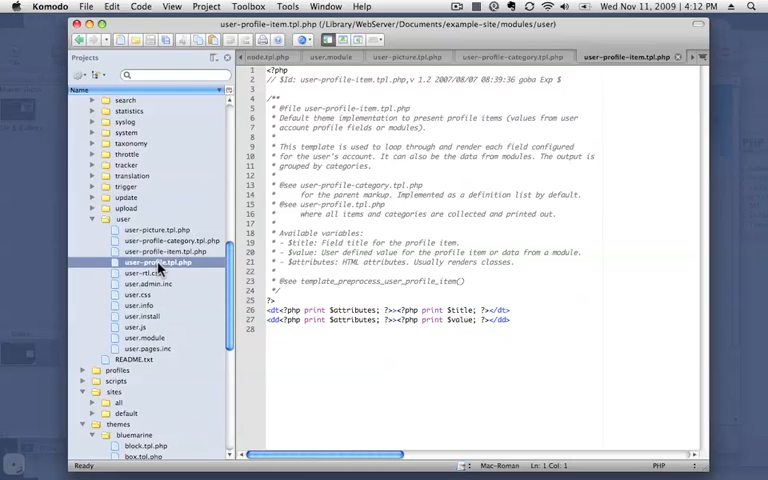 Komodo File Edit Code View Project Toolbox Tools Window Help Wed Nov 11, 2009 4:12 PM
user-profile-item.tpl.php (/Library/WebServer/Documents/example-site/modules/user)
Projects
node.tpl.php user.module user-picture.tpl.php user-profile-category.tpl.php user-profile-item.tpl.php
Name
search
statistics
syslog
system
taxonomy
throttle
tracker
translation
trigger
update
upload
user
user-picture.tpl.php
user-profile-category.tpl.php
user-profile-item.tpl.php
user-profile.tpl.php
user-rtl.css
user.admin.inc
user.css
user.info
user.install
user.js
user.module
user.pages.inc
README.txt
profiles
scripts
sites
all
default
themes
bluemarine
block.tpl.php
box.tpl.php
1 <?php
2 // $Id: user-profile-item.tpl.php,v 1.2 2007/08/07 08:39:36 goba Exp $
3
4 /**
5 * @file user-profile-item.tpl.php
6 * Default theme implementation to present profile items (values from user
7 * account profile fields or modules).
8 *
9 * This template is used to loop through and render each field configured
10 * for the user's account. It can also be the data from modules. The output is
11 * grouped by categories.
12 *
13 * @see user-profile-category.tpl.php
14 * for the parent markup. Implemented as a definition list by default.
15 * @see user-profile.tpl.php
16 * where all items and categories are collected and printed out.
17 *
18 * Available variables:
19 * - $title: Field title for the profile item.
20 * - $value: User defined value for the profile item or data from a module.
21 * - $attributes: HTML attributes. Usually renders classes.
22 *
23 * @see template_preprocess_user_profile_item()
24 */
25 ?>
26 <dt<?php print $attributes; ?>><?php print $title; ?></dt>
27 <dd<?php print $attributes; ?>><?php print $value; ?></dd>
28
Ready Mac-Roman Ln: 1 Col: 1 PHP